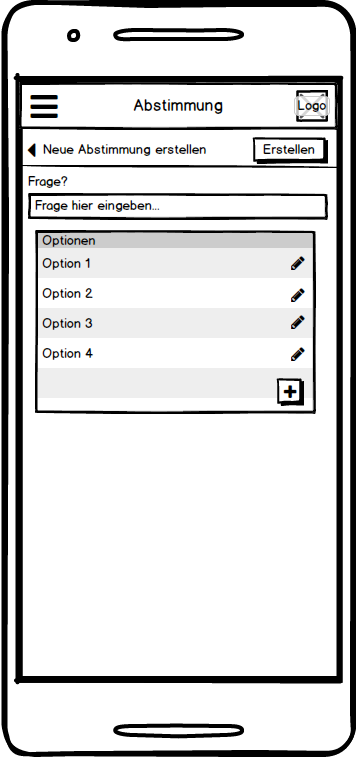 Abstimmung
Logo
Neue Abstimmung erstellen
Erstellen
Frage?
Frage hier eingeben...
Optionen
Option 1
Option 2
Option 3
Option 4